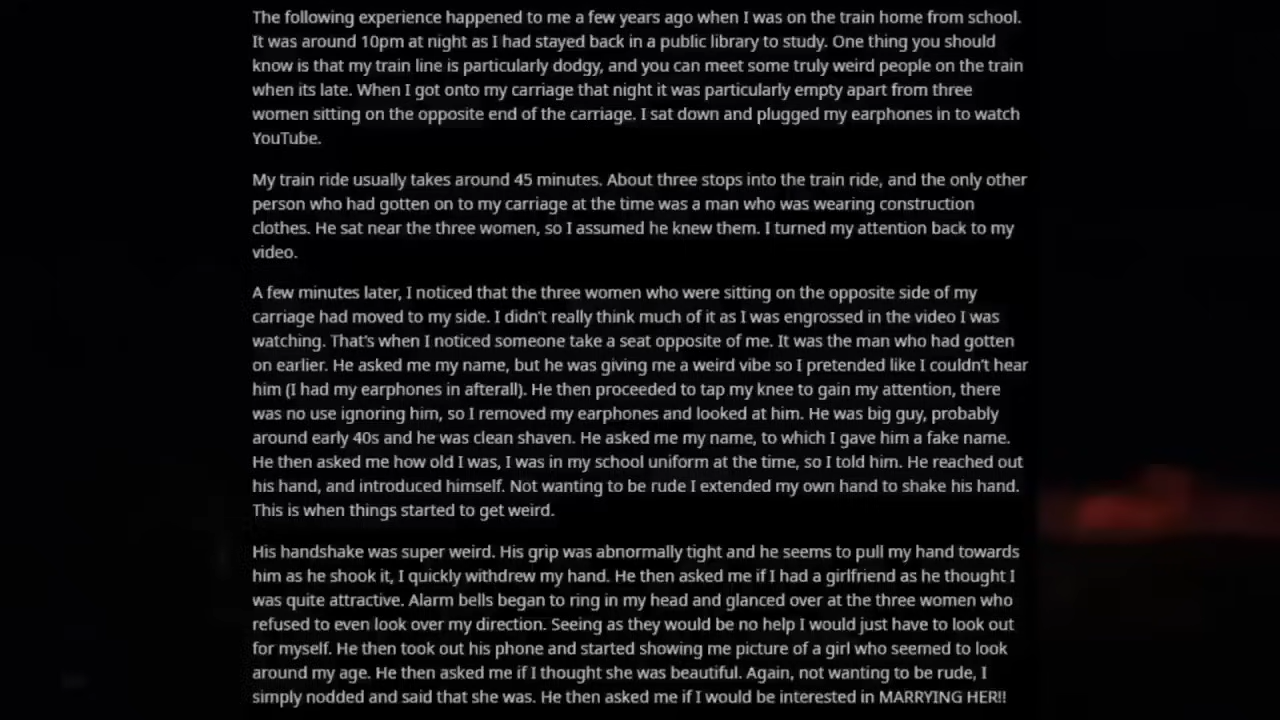 The following experience happened to me a few years ago when I was on the train home from school.
It was around 10pm at night as I had stayed back in a public library to study. One thing you should
know is that my train line is particularly dodgy, and you can meet some truly weird people on the train
when its late. When I got onto my carriage that night it was particularly empty apart from three
women sitting on the opposite end of the carriage. I sat down and plugged my earphones in to watch
YouTube.
My train ride usually takes around 45 minutes. About three stops into the train ride, and the only other
person who had gotten on to my carriage at the time was a man who was wearing construction
clothes. He sat near the three women, so I assumed he knew them. I turned my attention back to my
video.
A few minutes later, I noticed that the three women who were sitting on the opposite side of my
carriage had moved to my side. I didn't really think much of it as I was engrossed in the video I was
watching. That's when I noticed someone take a seat opposite of me. It was the man who had gotten
on earlier. He asked me my name, but he was giving me a weird vibe so I pretended like I couldn't hear
him (I had my earphones in afterall). He then proceeded to tap my knee to gain my attention, there
was no use ignoring him, so I removed my earphones and looked at him. He was big guy, probably
around early 40s and he was clean shaven. He asked me my name, to which I gave him a fake name.
He then asked me how old I was, I was in my school uniform at the time, so I told him. He reached out
his hand, and introduced himself. Not wanting to be rude I extended my own hand to shake his hand.
This is when things started to get weird.
His handshake was super weird. His grip was abnormally tight and he seems to pull my hand towards
him as he shook it, I quickly withdrew my hand. He then asked me if I had a girlfriend as he thought I
was quite attractive. Alarm bells began to ring in my head and glanced over at the three women who
refused to even look over my direction. Seeing as they would be no help I would just have to look out
for myself. He then took out his phone and started showing me picture of a girl who seemed to look
around my age. He then asked me if I thought she was beautiful. Again, not wanting to be rude, I
simply nodded and said that she was. He then asked me if I would be interested in MARRYING HER!!